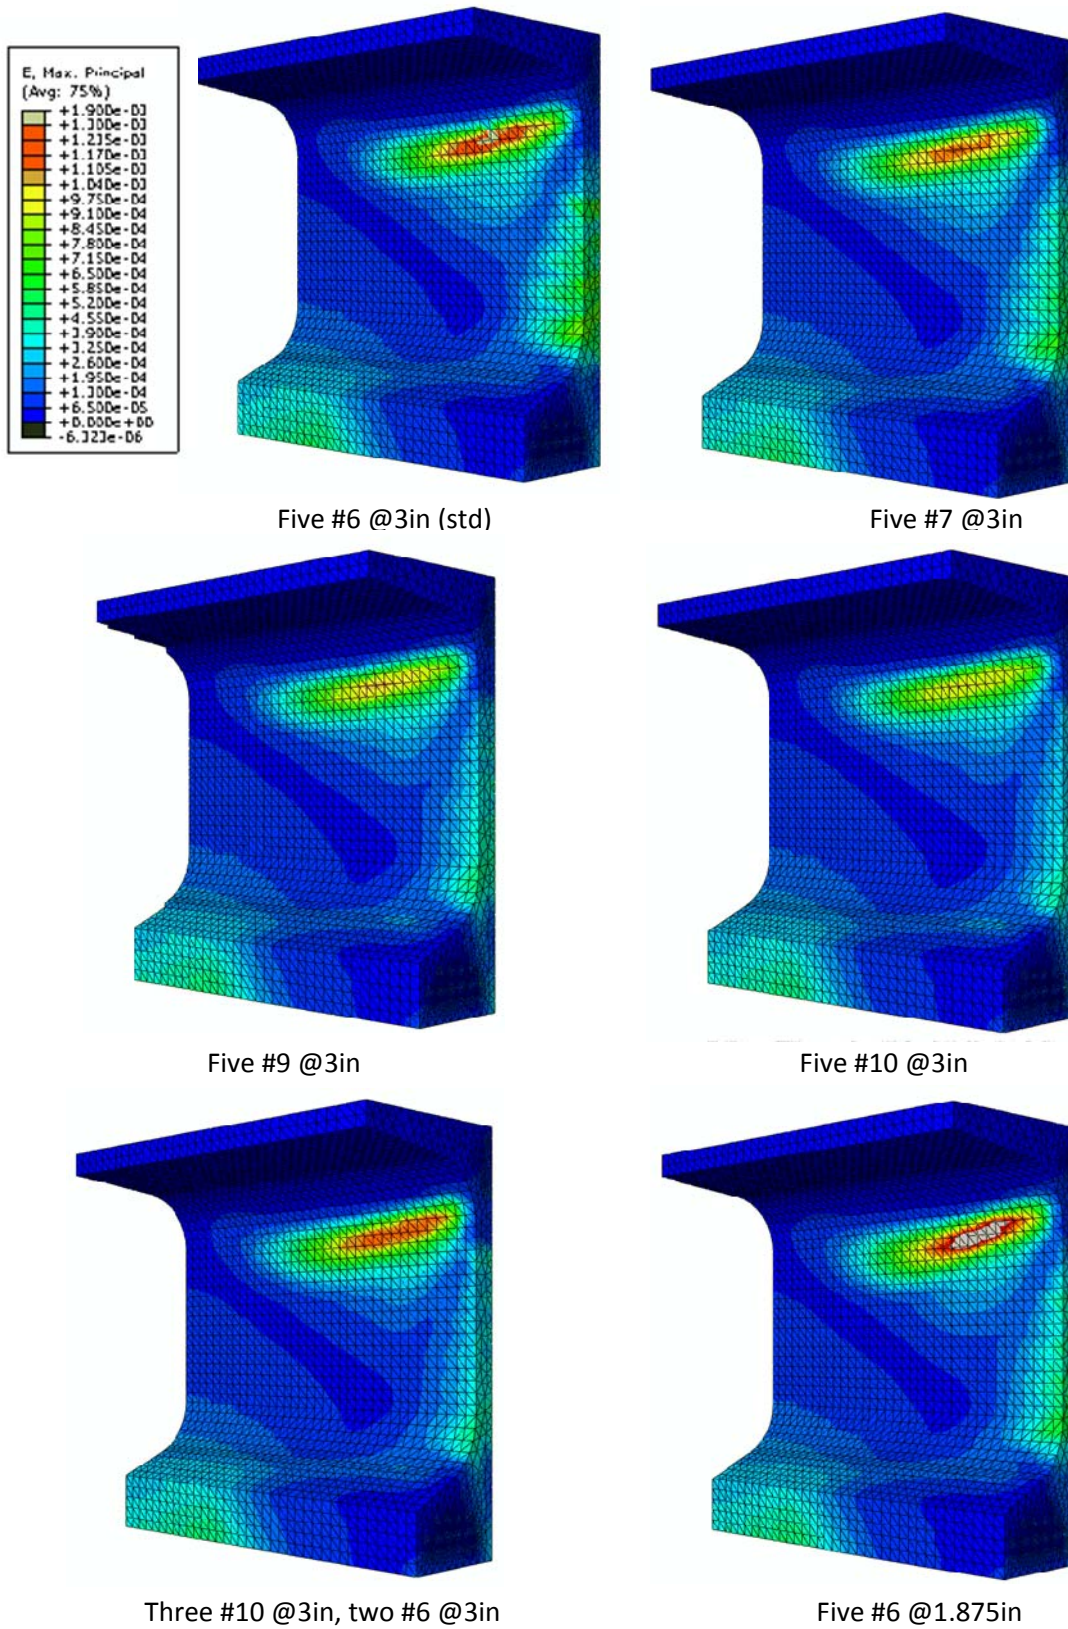 E, Max. Principal
(Avg: 75%)
+1.900e-03
+1.300e-03
+1.235e-03
+1.170e-03
+1.105e-03
+1.040e-03
+9.750e-04
+9.100e-04
+8.450e-04
+7.800e-04
+7.150e-04
+6.500e-04
+5.850e-04
+5.200e-04
+4.550e-04
+3.900e-04
+3.250e-04
+2.600e-04
+1.950e-04
+1.300e-04
+6.500e-05
+0.000e+00
-6.323e-06
Five #6 @3in (std)
Five #7 @3in
Five #9 @3in
Five #10 @3in
Three #10 @3in, two #6 @3in
Five #6 @1.875in